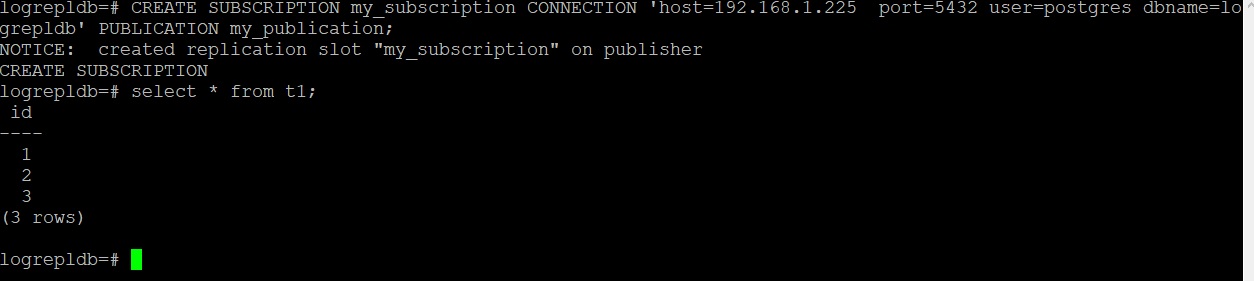 logrepldb=# CREATE SUBSCRIPTION my_subscription CONNECTION 'host=192.168.1.225  port=5432 user=postgres dbname=lo
grepldb' PUBLICATION my_publication;
NOTICE:  created replication slot "my_subscription" on publisher
CREATE SUBSCRIPTION
logrepldb=# select * from t1;
 id
----
  1
  2
  3
(3 rows)
logrepldb=#